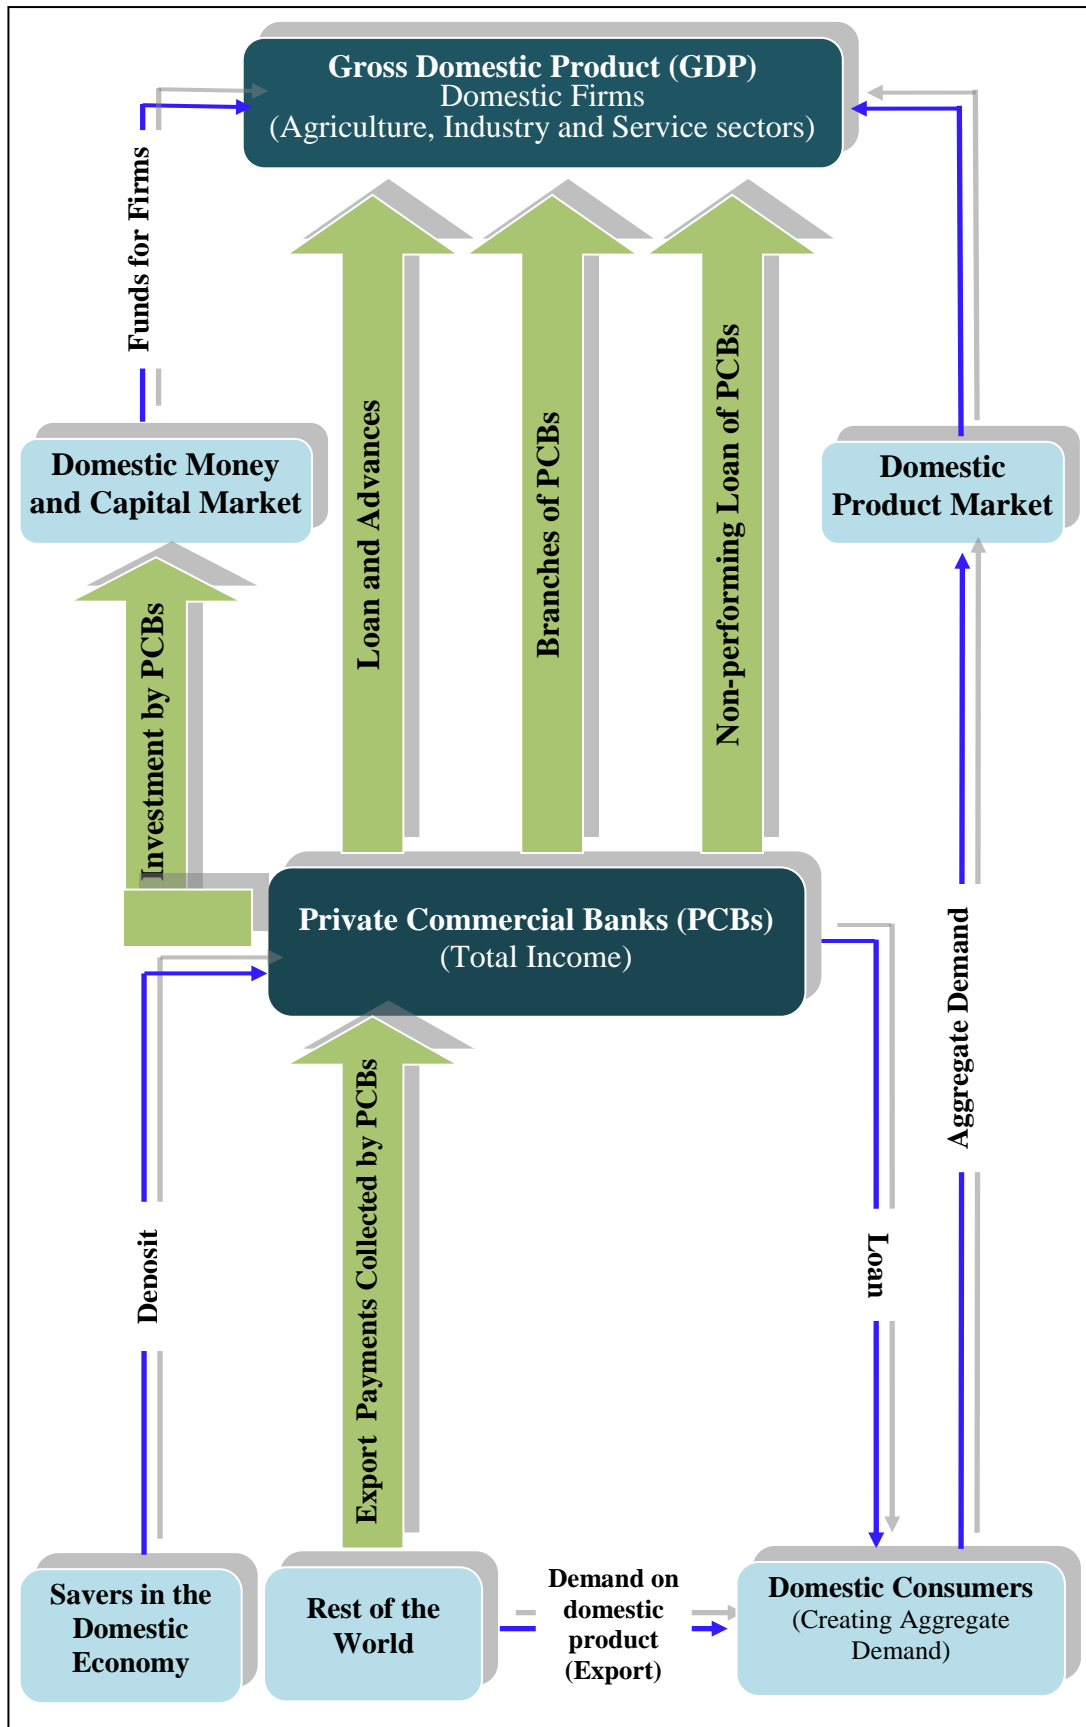 Gross Domestic Product (GDP)
Domestic Firms
(Agriculture, Industry and Service sectors)
Funds for Firms
Domestic Money
and Capital Market
Loan and Advances
Branches of PCBs
Non-performing Loan of PCBs
Domestic
Product Market
Investment by PCBs
Private Commercial Banks (PCBs)
(Total Income)
Aggregate Demand
Deposit
Export Payments Collected by PCBs
Loan
Savers in the
Domestic
Economy
Rest of the
World
Demand on
domestic
product
(Export)
Domestic Consumers
(Creating Aggregate
Demand)